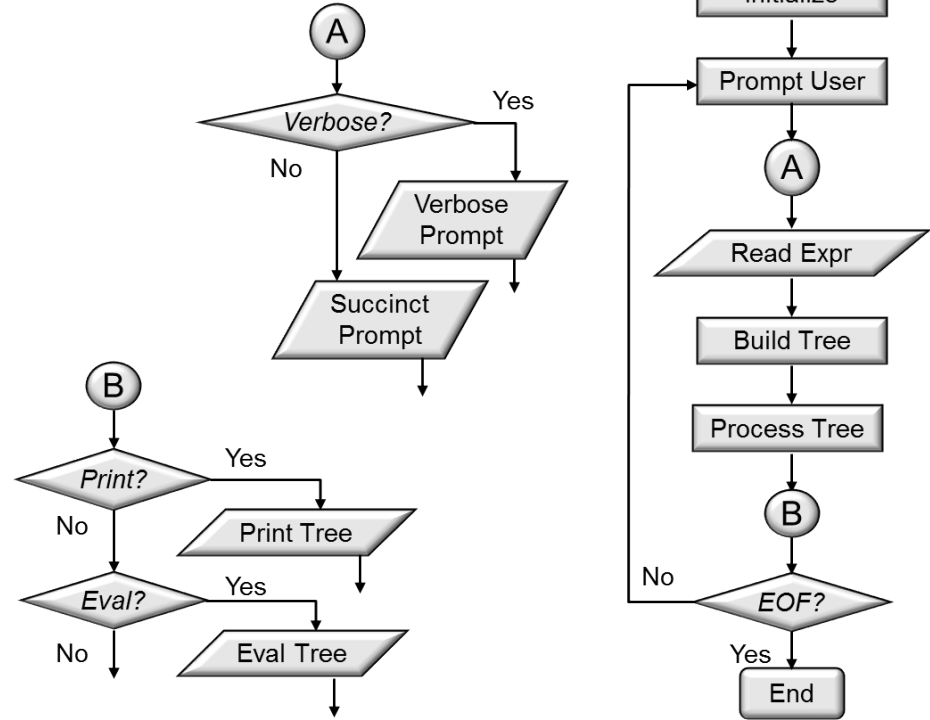 A
Verbose?
Yes
No
Verbose
Prompt
Succinct
Prompt
B
Print?
Yes
No
Print Tree
Eval?
Yes
No
Eval Tree
Initialize
Prompt User
A
Read Expr
Build Tree
Process Tree
B
EOF?
No
Yes
End